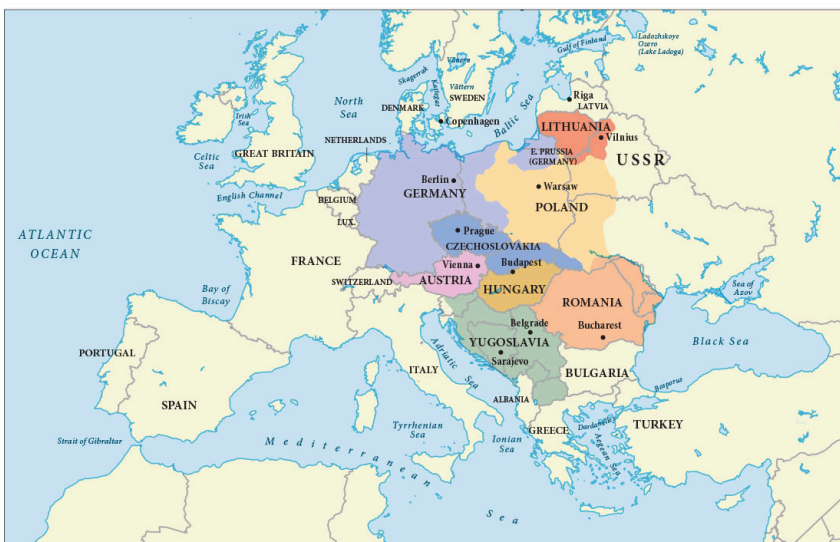 Gulf of Finland
Ladozhskoye
Ozero
(Lake Ladoga)
Vänern
Skagerrak
Kattegat
Vättern
SWEDEN
North
Sea
DENMARK
Copenhagen
Baltic Sea
Riga
LATVIA
LITHUANIA
Vilnius
Irish
Sea
NETHERLANDS
Celtic
Sea
GREAT BRITAIN
E. PRUSSIA
(GERMANY)
USSR
Berlin
GERMANY
Warsaw
POLAND
English Channel
BELGIUM
LUX.
ATLANTIC
OCEAN
Prague
CZECHOSLOVAKIA
FRANCE
Vienna
Budapest
SWITZERLAND
AUSTRIA
HUNGARY
Bay of
Biscay
ROMANIA
Sea of
Azov
Belgrade
Bucharest
YUGOSLAVIA
Sarajevo
Black Sea
PORTUGAL
ITALY
Adriatic Sea
BULGARIA
SPAIN
ALBANIA
Bosporus
Tyrrhenian
Sea
GREECE
Dardanelles
TURKEY
Strait of Gibraltar
Ionian
Sea
Aegean Sea
Mediterranean
Sea